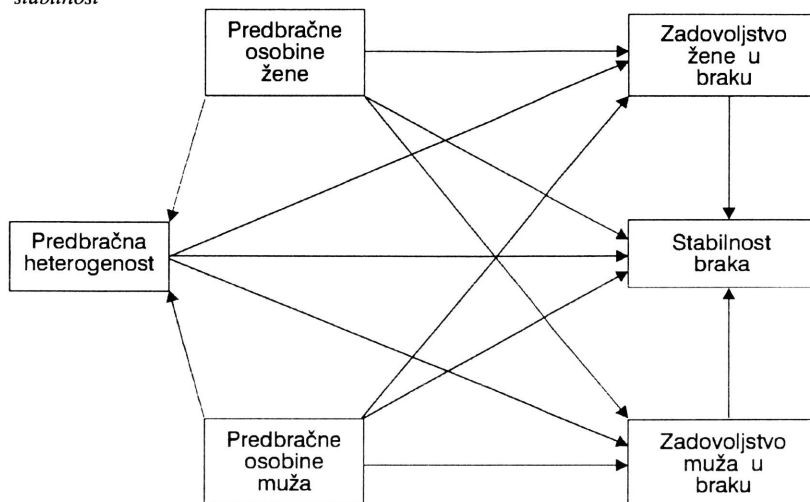 stabilnost
Predbračne
osobine
žene
Zadovoljstvo
žene u
braku
Predbračna
heterogenost
Stabilnost
braka
Predbračne
osobine
muža
Zadovoljstvo
muža u
braku